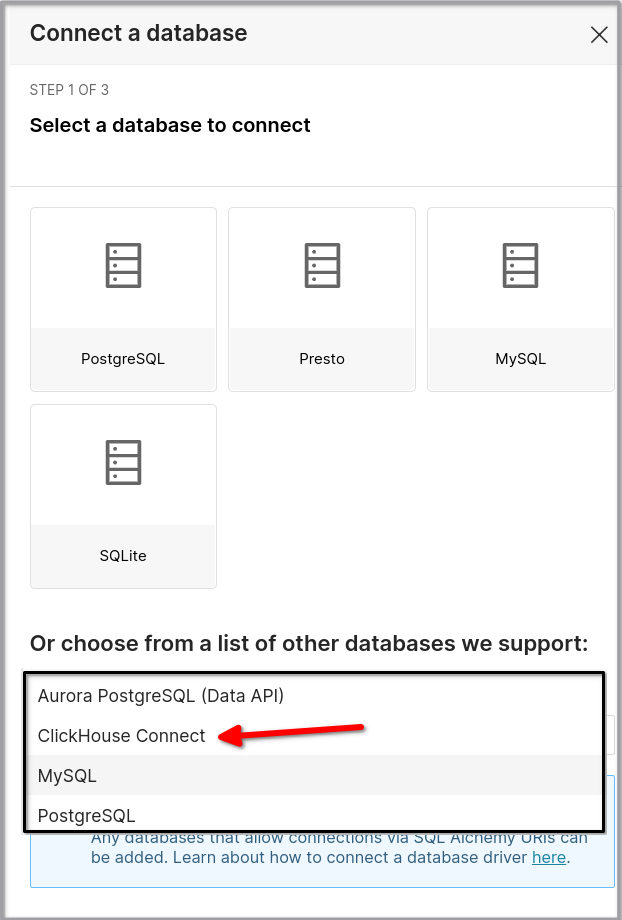 Connect a database
STEP 1 OF 3
Select a database to connect
PostgreSQL
Presto
MySQL
SQLite
Or choose from a list of other databases we support:
Aurora PostgreSQL (Data API)
ClickHouse Connect
MySQL
PostgreSQL
Any databases that allow connections via SQL Alchemy URIs can
be added. Learn about how to connect a database driver here.